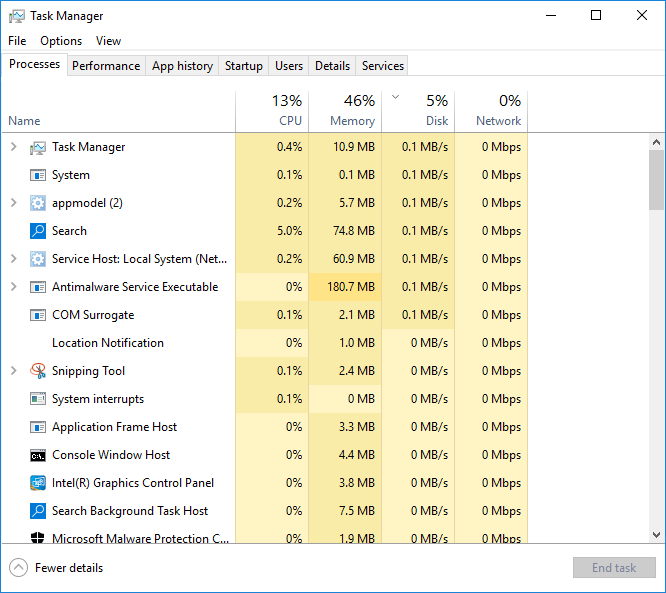 Task Manager
File Options View
Processes Performance App history Startup Users Details Services
13% 46% 5% 0%
Name CPU Memory Disk Network
Task Manager 0.4% 10.9 MB 0.1 MB/s 0 Mbps
System 0.1% 0.1 MB 0.1 MB/s 0 Mbps
appmodel (2) 0.2% 5.7 MB 0.1 MB/s 0 Mbps
Search 5.0% 74.8 MB 0.1 MB/s 0 Mbps
Service Host: Local System (Net... 0.2% 60.9 MB 0.1 MB/s 0 Mbps
Antimalware Service Executable 0% 180.7 MB 0.1 MB/s 0 Mbps
COM Surrogate 0.1% 2.1 MB 0.1 MB/s 0 Mbps
Location Notification 0% 1.0 MB 0 MB/s 0 Mbps
Snipping Tool 0.1% 2.4 MB 0 MB/s 0 Mbps
System interrupts 0.1% 0 MB 0 MB/s 0 Mbps
Application Frame Host 0% 3.3 MB 0 MB/s 0 Mbps
Console Window Host 0% 4.4 MB 0 MB/s 0 Mbps
Intel(R) Graphics Control Panel 0% 3.8 MB 0 MB/s 0 Mbps
Search Background Task Host 0% 7.5 MB 0 MB/s 0 Mbps
Microsoft Malware Protection C... 0% 1.9 MB 0 MB/s 0 Mbps
Fewer details End task